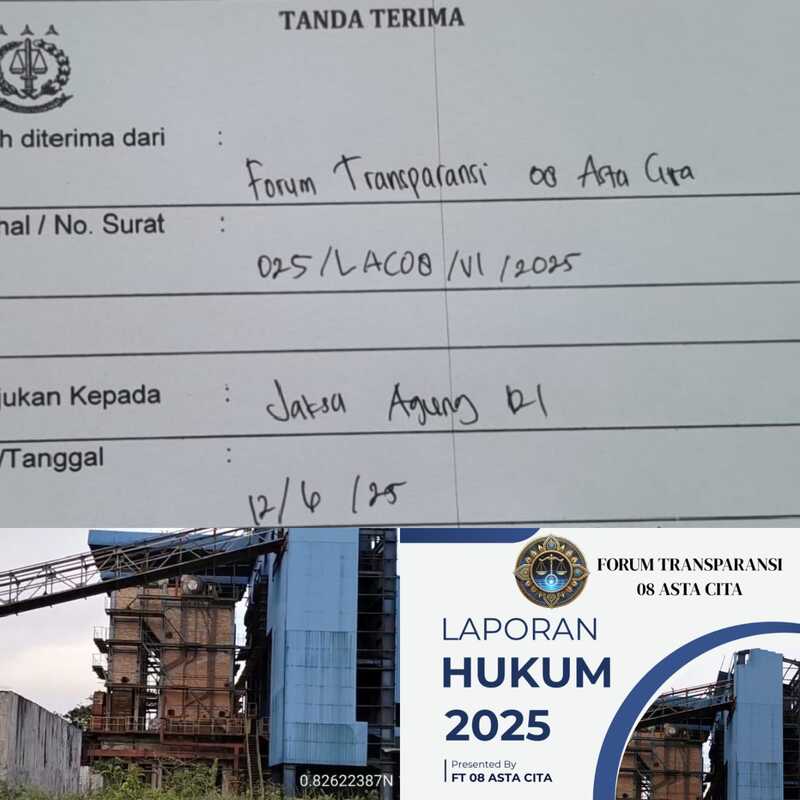 TANDA TERIMA
h diterima dari : Forum Transparansi 08 Asta Cita
hal / No. Surat : 025/LAC08/VI/2025
jukan Kepada : Jaksa Agung RI
/Tanggal : 12/6/25
0.82622387N
FORUM TRANSPARANSI
08 ASTA CITA
LAPORAN
HUKUM
2025
Presented By
FT 08 ASTA CITA